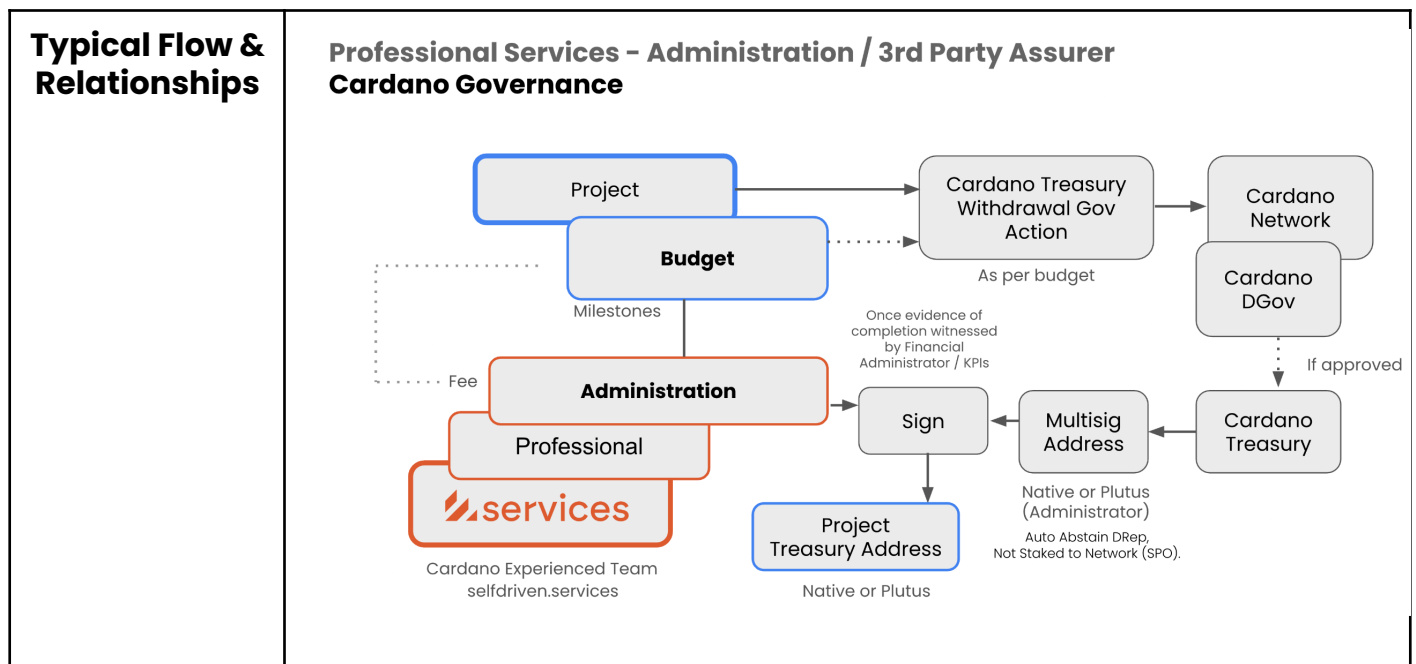 Typical Flow &
Relationships
Professional Services - Administration / 3rd Party Assurer
Cardano Governance
Project
Budget
Milestones
Fee
Administration
Professional
services
Cardano Experienced Team
selfdriven.services
Cardano Treasury
Withdrawal Gov
Action
As per budget
Cardano
Network
Cardano
DGov
If approved
Cardano
Treasury
Multisig
Address
Native or Plutus
(Administrator)
Auto Abstain DRep,
Not Staked to Network (SPO).
Once evidence of
completion witnessed
by Financial
Administrator / KPIs
Sign
Project
Treasury Address
Native or Plutus